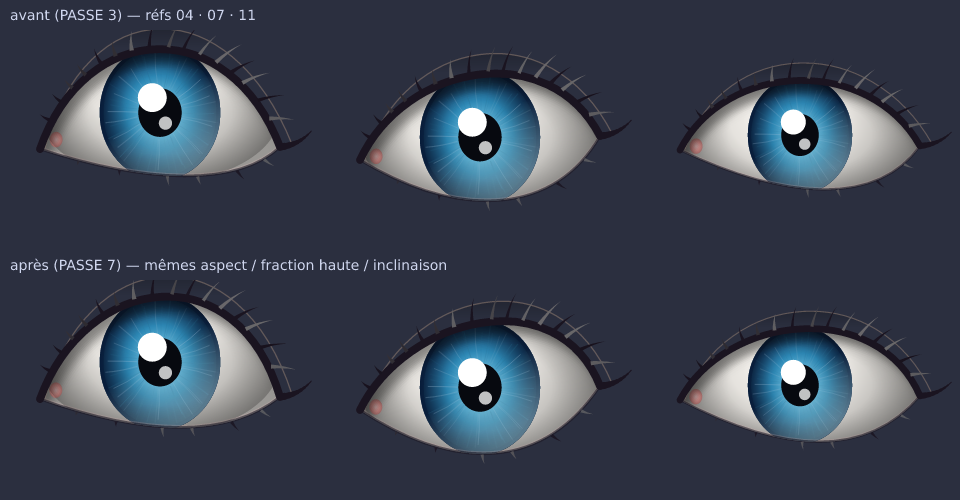 avant (PASSE 3) — réfs 04 · 07 · 11
après (PASSE 7) — mêmes aspect / fraction haute / inclinaison